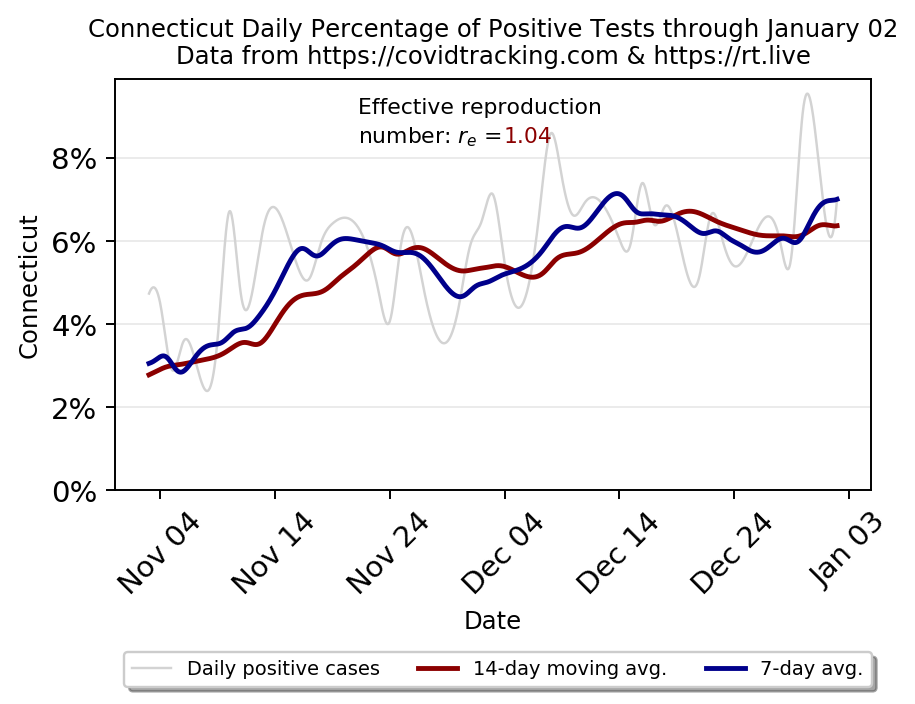 Connecticut Daily Percentage of Positive Tests through January 02
Data from https://covidtracking.com & https://rt.live
Effective reproduction
number: rₑ =1.04
8%
6%
4%
2%
0%
Connecticut
Nov 04
Nov 14
Nov 24
Dec 04
Dec 14
Dec 24
Jan 03
Date
Daily positive cases
14-day moving avg.
7-day avg.